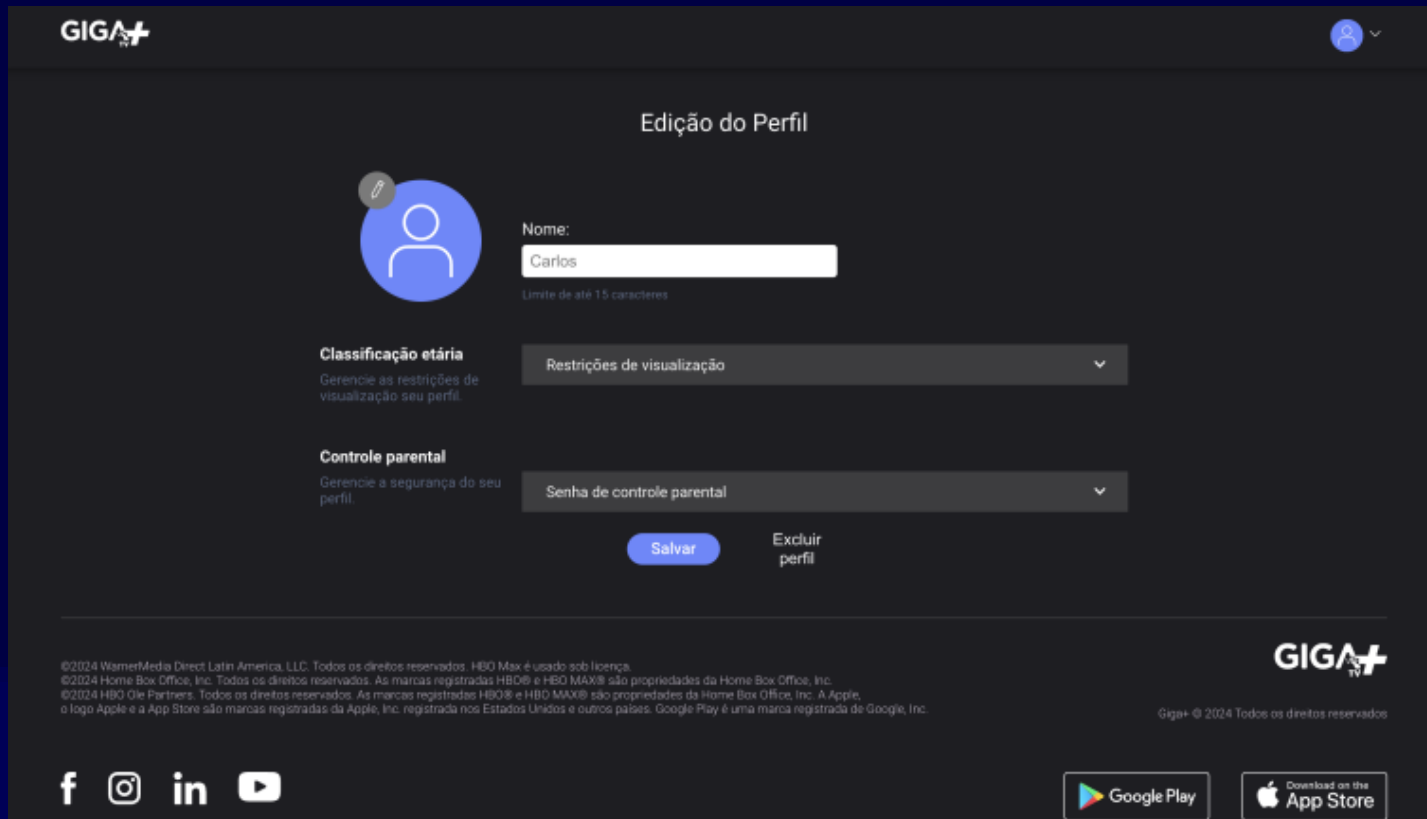 GIGA+
TV
Edição do Perfil
Nome:
Carlos
Limite de até 15 caracteres
Classificação etária
Gerencie as restrições de
visualização seu perfil.
Restrições de visualização
Controle parental
Gerencie a segurança do seu
perfil.
Senha de controle parental
Salvar
Excluir
perfil
©2024 WarnerMedia Direct Latin America, LLC. Todos os direitos reservados. HBO Max é usado sob licença.
©2024 Home Box Office, Inc. Todos os direitos reservados. As marcas registradas HBO® e HBO MAX® são propriedades da Home Box Office, Inc.
©2024 HBO Ole Partners. Todos os direitos reservados. As marcas registradas HBO® e HBO MAX® são propriedades da Home Box Office, Inc. A Apple,
o logo Apple e a App Store são marcas registradas da Apple, Inc. registrada nos Estados Unidos e outros países. Google Play é uma marca registrada de Google, Inc.
GIGA+
TV
Giga+ © 2024 Todos os direitos reservados
f
in
Google Play
Download on the
App Store